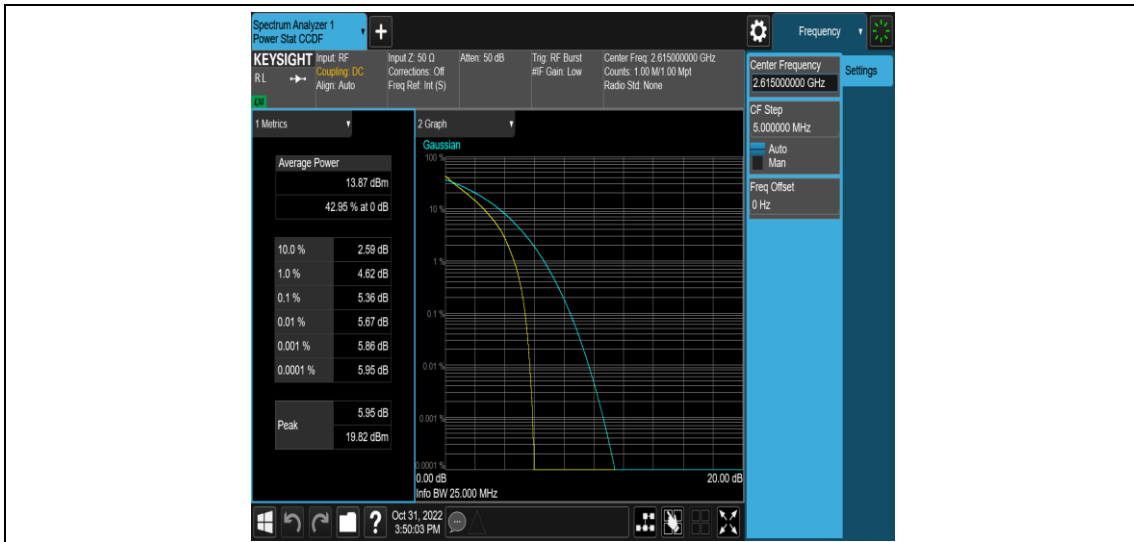 Spectrum Analyzer 1
Power Stat CCDF
+
Frequency
KEYSIGHT
RL
LXI
Input: RF
Coupling: DC
Align: Auto
Input Z: 50 Ω
Corrections: Off
Freq Ref: Int (S)
Atten: 50 dB
Trig: RF Burst
#IF Gain: Low
Center Freq: 2.615000000 GHz
Counts: 1.00 M/1.00 Mpt
Radio Std: None
Center Frequency
2.615000000 GHz
Settings
CF Step
5.000000 MHz
Auto
Man
Freq Offset
0 Hz
1 Metrics
Average Power
13.87 dBm
42.95 % at 0 dB
10.0 % 2.59 dB
1.0 % 4.62 dB
0.1 % 5.36 dB
0.01 % 5.67 dB
0.001 % 5.86 dB
0.0001 % 5.95 dB
Peak
5.95 dB
19.82 dBm
2 Graph
Gaussian
100 %
10 %
1 %
0.1 %
0.01 %
0.001 %
0.0001 %
0.00 dB 20.00 dB
Info BW 25.000 MHz
?
Oct 31, 2022
3:50:03 PM